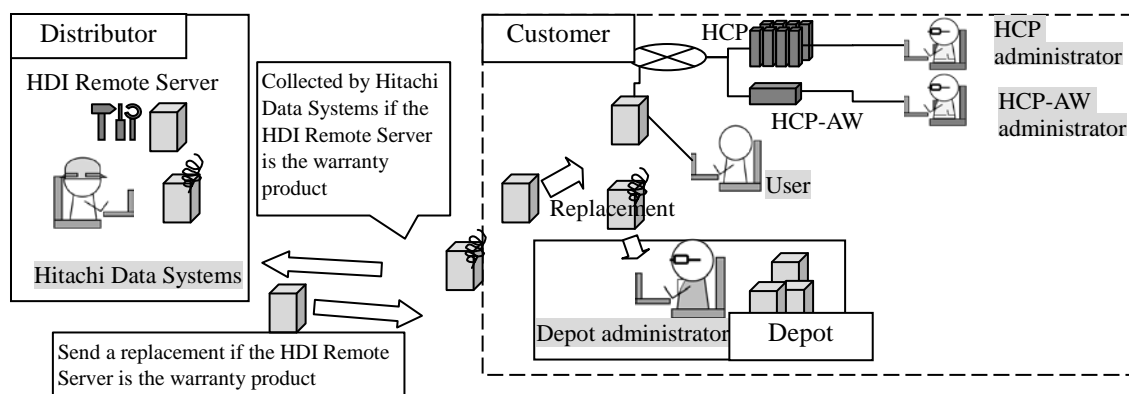 Distributor
HDI Remote Server
Hitachi Data Systems
Collected by Hitachi
Data Systems if the
HDI Remote Server
is the warranty
product
Send a replacement if the HDI Remote
Server is the warranty product
Customer
HCP
HCP
administrator
HCP-AW
HCP-AW
administrator
User
Replacement
Depot administrator
Depot